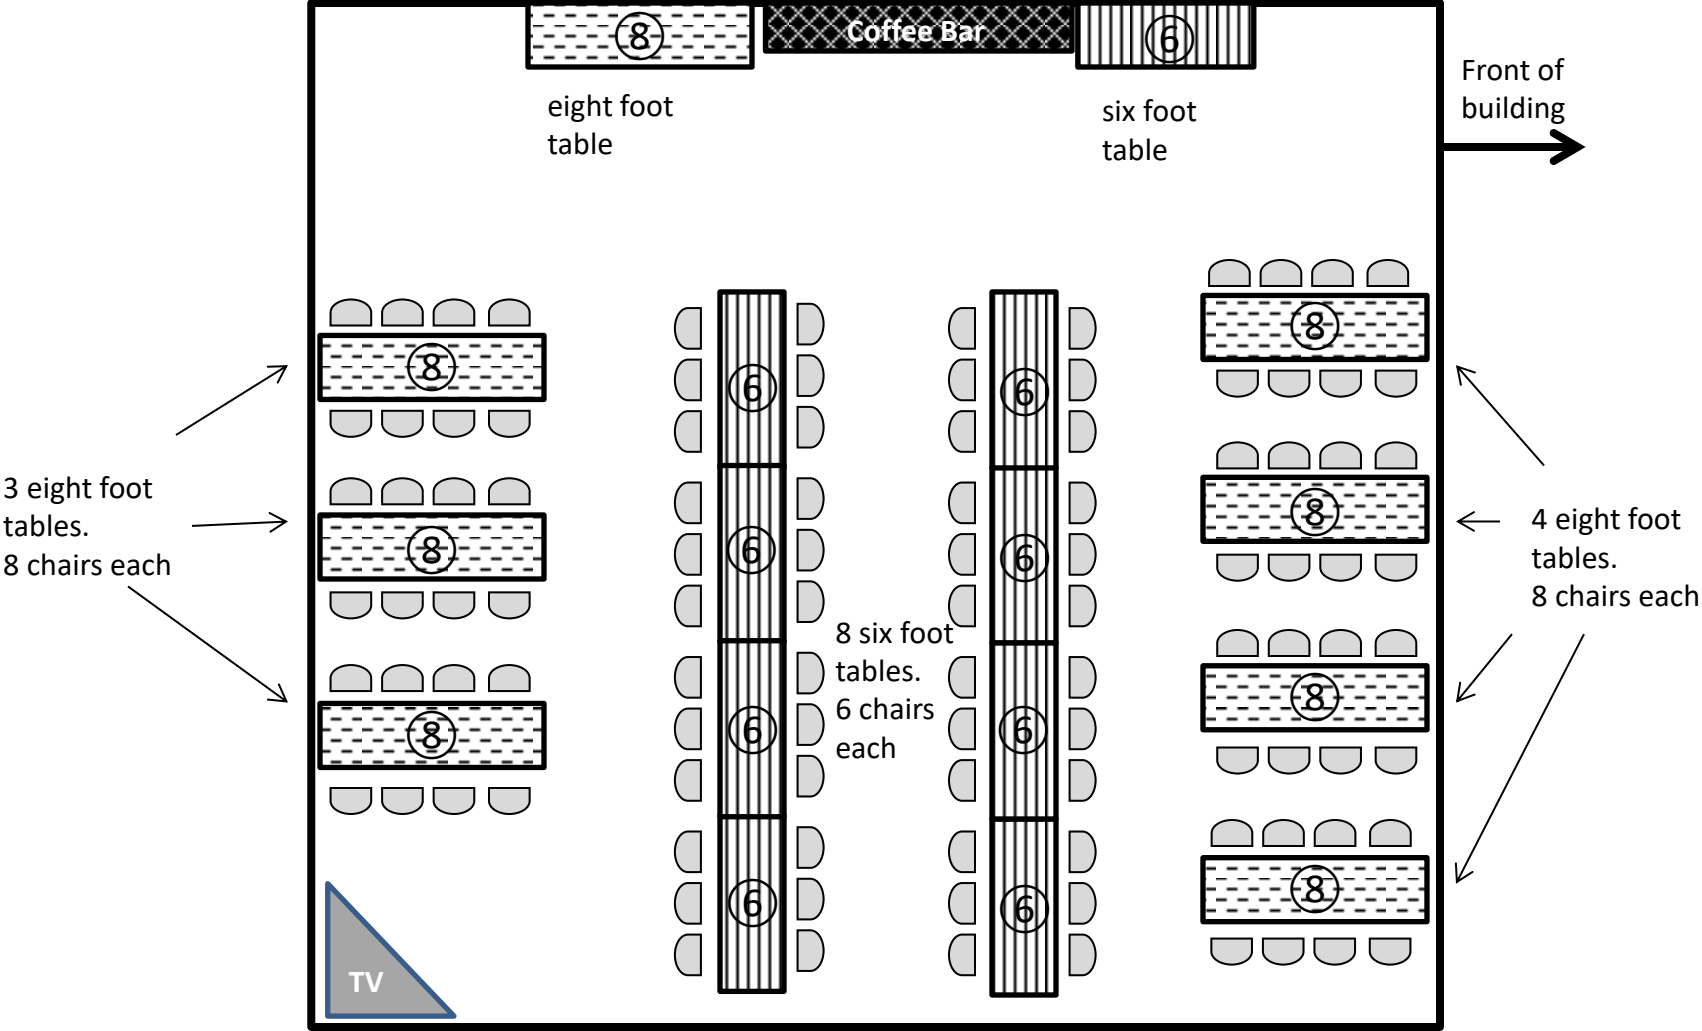 8
Coffee Bar
6
Front of
building
eight foot
table
six foot
table
8
8
6
6
3 eight foot
tables.
8 chairs each
8
6
6
8
4 eight foot
tables.
8 chairs each
8 six foot
tables.
6 chairs
each
8
6
6
8
6
6
8
TV